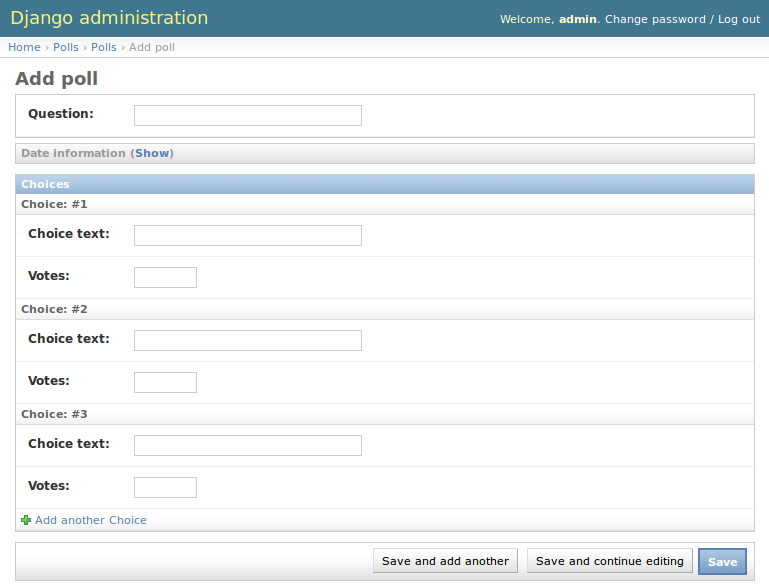 Django administration
Welcome, admin. Change password / Log out
Home › Polls › Polls › Add poll
Add poll
Question:
Date information (Show)
Choices
Choice: #1
Choice text:
Votes:
Choice: #2
Choice text:
Votes:
Choice: #3
Choice text:
Votes:
Add another Choice
Save and add another
Save and continue editing
Save